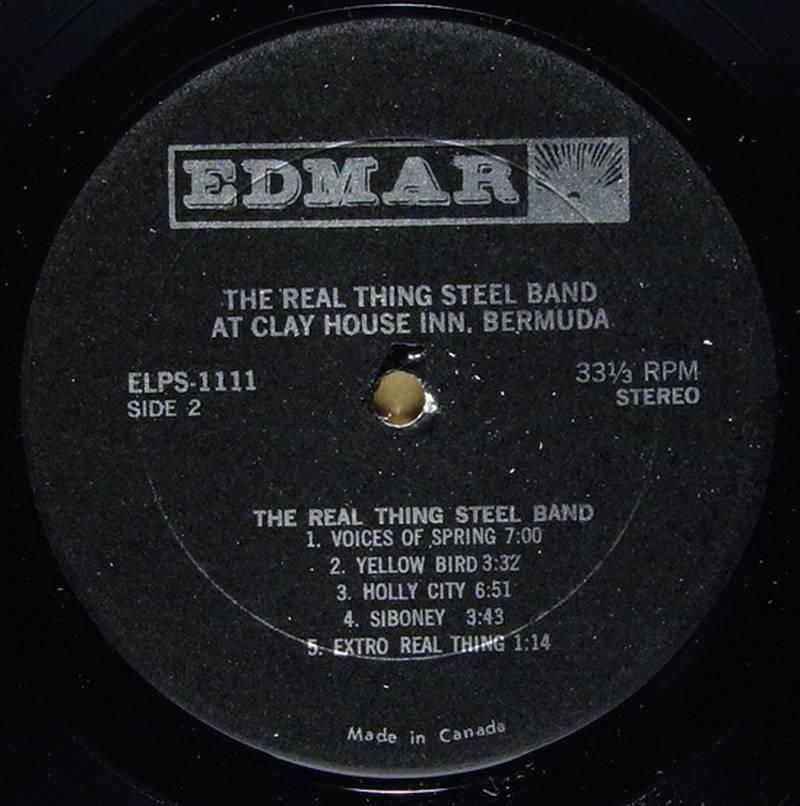 EDMAR
THE REAL THING STEEL BAND
AT CLAY HOUSE INN, BERMUDA
ELPS-1111
SIDE 2
33⅓ RPM
STEREO
THE REAL THING STEEL BAND
1. VOICES OF SPRING 7:00
2. YELLOW BIRD 3:32
3. HOLLY CITY 6:51
4. SIBONEY 3:43
5. EXTRO REAL THING 1:14
Made in Canada